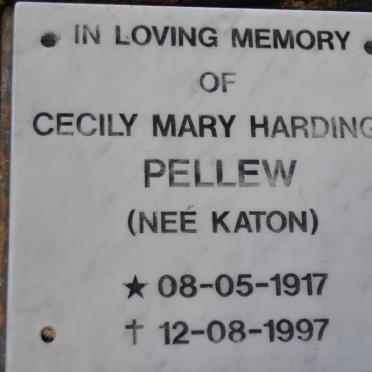 IN LOVING MEMORY
OF
CECILY MARY HARDING
PELLEW
(NEÉ KATON)
★ 08-05-1917
† 12-08-1997